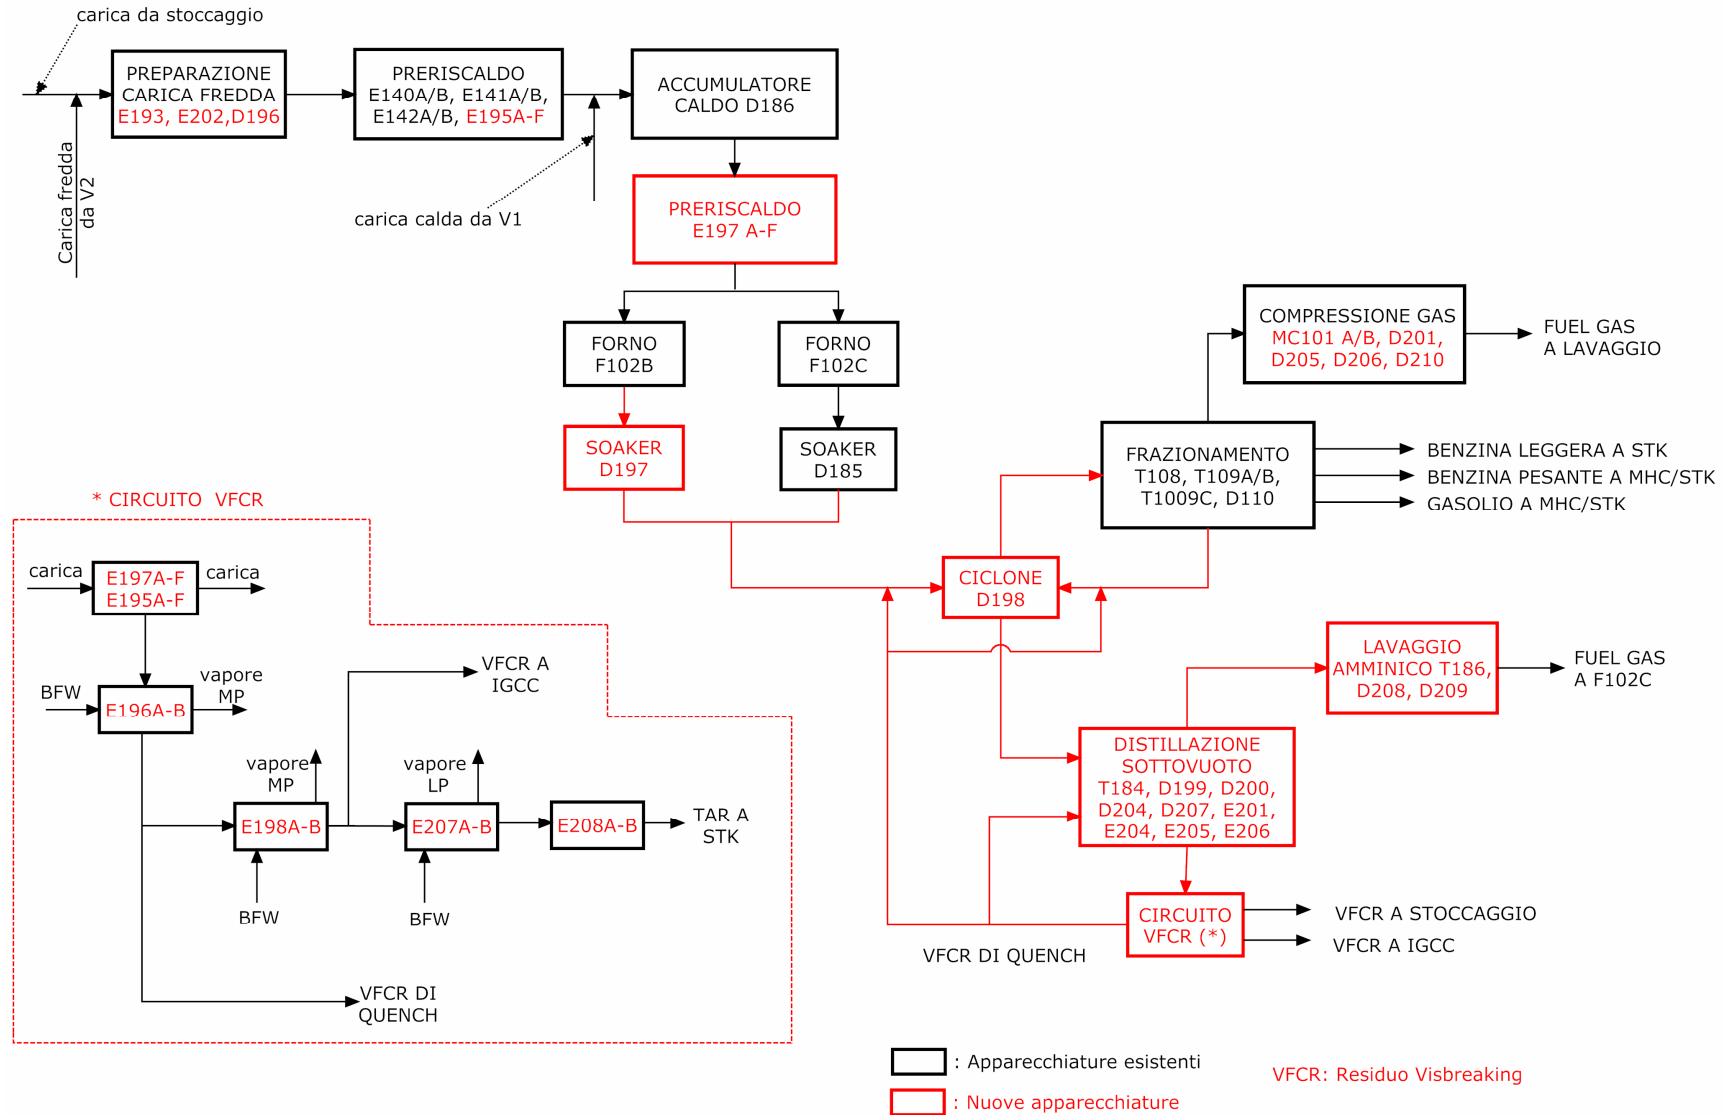 carica da stoccaggio
PREPARAZIONE
CARICA FREDDA
E193, E202,D196
PRERISCALDO
E140A/B, E141A/B,
E142A/B, E195A-F
ACCUMULATORE
CALDO D186
Carica fredda
da V2
carica calda da V1
PRERISCALDO
E197 A-F
FORNO
F102B
FORNO
F102C
SOAKER
D197
SOAKER
D185
COMPRESSIONE GAS
MC101 A/B, D201,
D205, D206, D210
FUEL GAS
A LAVAGGIO
FRAZIONAMENTO
T108, T109A/B,
T1009C, D110
BENZINA LEGGERA A STK
BENZINA PESANTE A MHC/STK
GASOLIO A MHC/STK
CICLONE
D198
LAVAGGIO
AMMINICO T186,
D208, D209
FUEL GAS
A F102C
DISTILLAZIONE
SOTTOVUOTO
T184, D199, D200,
D204, D207, E201,
E204, E205, E206
CIRCUITO
VFCR (*)
VFCR A STOCCAGGIO
VFCR A IGCC
VFCR DI QUENCH
* CIRCUITO VFCR
carica
E197A-F
E195A-F
carica
BFW
E196A-B
vapore
MP
VFCR A
IGCC
vapore
MP
E198A-B
BFW
vapore
LP
E207A-B
BFW
E208A-B
TAR A
STK
VFCR DI
QUENCH
: Apparecchiature esistenti
: Nuove apparecchiature
VFCR: Residuo Visbreaking